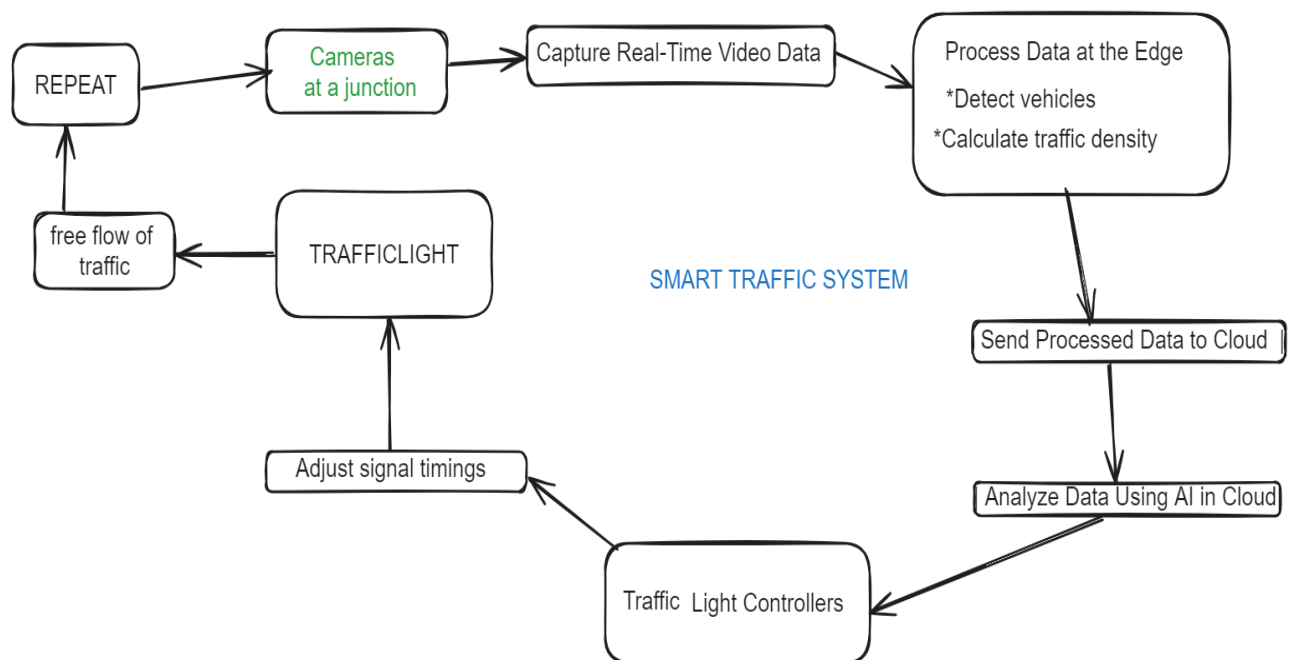 REPEAT
Cameras
at a junction
Capture Real-Time Video Data
Process Data at the Edge
*Detect vehicles
*Calculate traffic density
free flow of
traffic
TRAFFICLIGHT
SMART TRAFFIC SYSTEM
Send Processed Data to Cloud
Adjust signal timings
Analyze Data Using AI in Cloud
Traffic Light Controllers